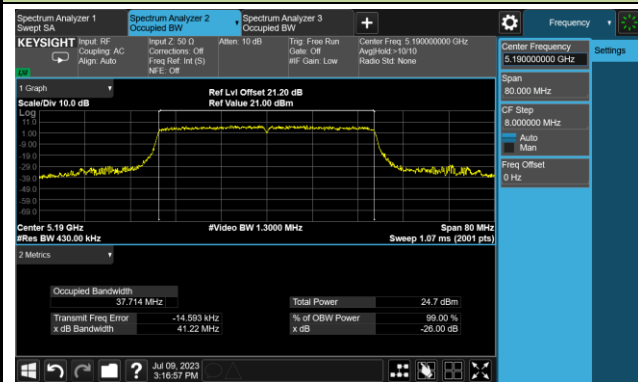 Spectrum Analyzer 1
Swept SA
Spectrum Analyzer 2
Occupied BW
Spectrum Analyzer 3
Occupied BW
Frequency
KEYSIGHT
Input: RF
Coupling: AC
Align: Auto
Input Z: 50 Ω
Corrections: Off
Freq Ref: Int (S)
NFE: Off
Atten: 10 dB
Trig: Free Run
Gate: Off
#IF Gain: Low
Center Freq: 5.190000000 GHz
Avg|Hold:>10/10
Radio Std: None
Center Frequency
5.190000000 GHz
Settings
Span
80.000 MHz
CF Step
8.000000 MHz
Auto
Man
Freq Offset
0 Hz
1 Graph
Scale/Div 10.0 dB
Ref Lvl Offset 21.20 dB
Ref Value 21.00 dBm
Log
11.0
1.00
-9.00
-19.0
-29.0
-39.0
-49.0
-59.0
-69.0
Center 5.19 GHz
#Res BW 430.00 kHz
#Video BW 1.3000 MHz
Span 80 MHz
Sweep 1.07 ms (2001 pts)
2 Metrics
Occupied Bandwidth
37.714 MHz
Total Power 24.7 dBm
Transmit Freq Error -14.593 kHz
% of OBW Power 99.00 %
x dB Bandwidth 41.22 MHz
x dB -26.00 dB
Jul 09, 2023
3:16:57 PM